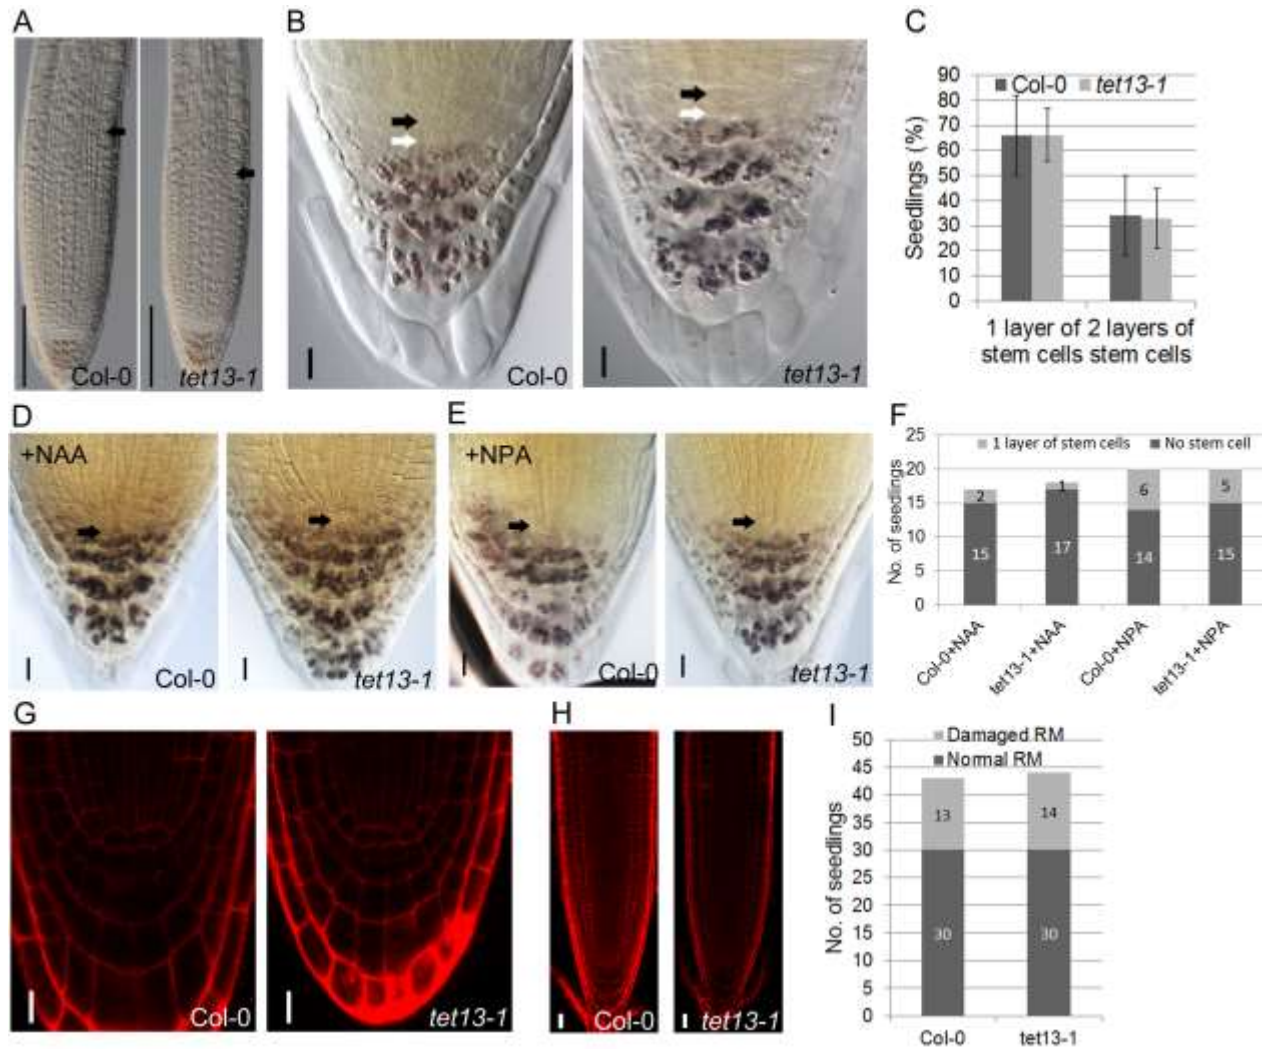 A
B
C
Col-0
tet13-1
Col-0
tet13-1
Col-0 tet13-1
Seedlings (%)
90
80
70
60
50
40
30
20
10
0
1 layer of 2 layers of
stem cells stem cells
D
E
F
+NAA
Col-0
tet13-1
+NPA
Col-0
tet13-1
1 layer of stem cells No stem cell
No. of seedlings
25
20
15
10
5
0
2
1
6
5
15
17
14
15
Col-0+NAA
tet13-1+NAA
Col-0+NPA
tet13-1+NPA
G
H
I
Col-0
tet13-1
Col-0
tet13-1
Damaged RM
Normal RM
No. of seedlings
50
45
40
35
30
25
20
15
10
5
0
13
14
30
30
Col-0
tet13-1